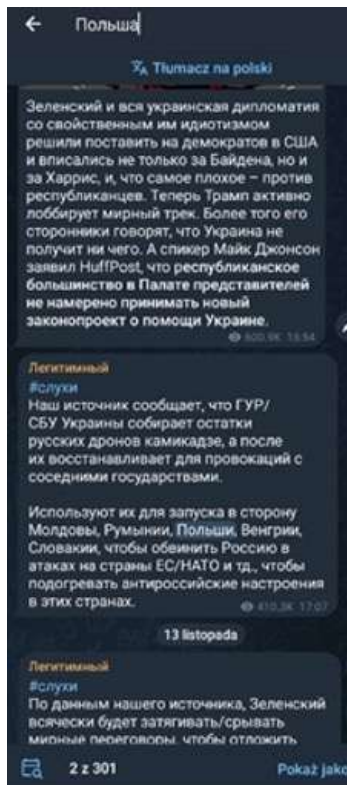 Польша
Tłumacz na polski
Зеленский и вся украинская дипломатия
со свойственным им идиотизмом
решили поставить на демократов в США
и вписались не только за Байдена, но и
за Харрис, и, что самое плохое – против
республиканцев. Теперь Трамп активно
лоббирует мирный трек. Более того его
сторонники говорят, что Украина не
получит ни чего. А спикер Майк Джонсон
заявил HuffPost, что республиканское
большинство в Палате представителей
не намерено принимать новый
законопроект о помощи Украине.
Легитимный
#слухи
Наш источник сообщает, что ГУР/
СБУ Украины собирает остатки
русских дронов камикадзе, а после
их восстанавливает для провокаций с
соседними государствами.
Используют их для запуска в сторону
Молдовы, Румынии, Польши, Венгрии,
Словакии, чтобы обвинить Россию в
атаках на страны ЕС/НАТО и тд., чтобы
подогревать антироссийские настроения
в этих странах.
410,3K 17:07
13 listopada
Легитимный
#слухи
По данным нашего источника, Зеленский
всячески будет затягивать/срывать
мирные переговоры, чтобы отложить
2 z 301
Pokaż jako